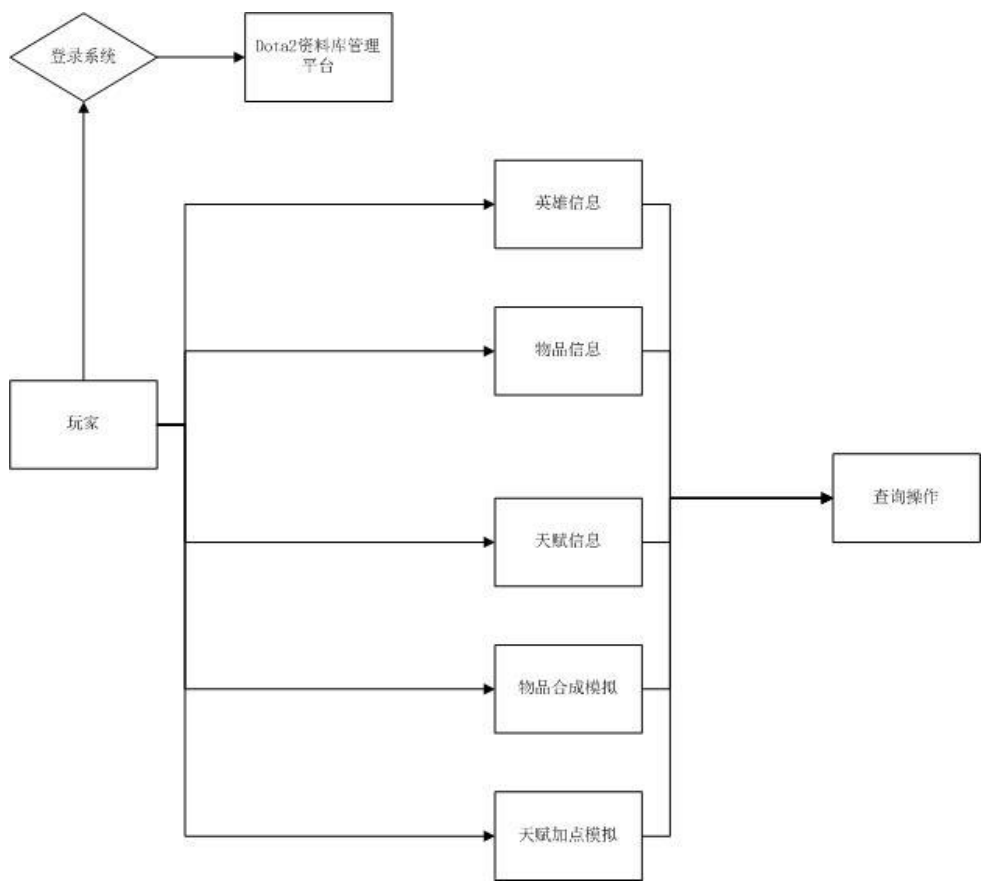 登录系统
Dota2资料库管理
平台
英雄信息
物品信息
玩家
天赋信息
查询操作
物品合成模拟
天赋加点模拟